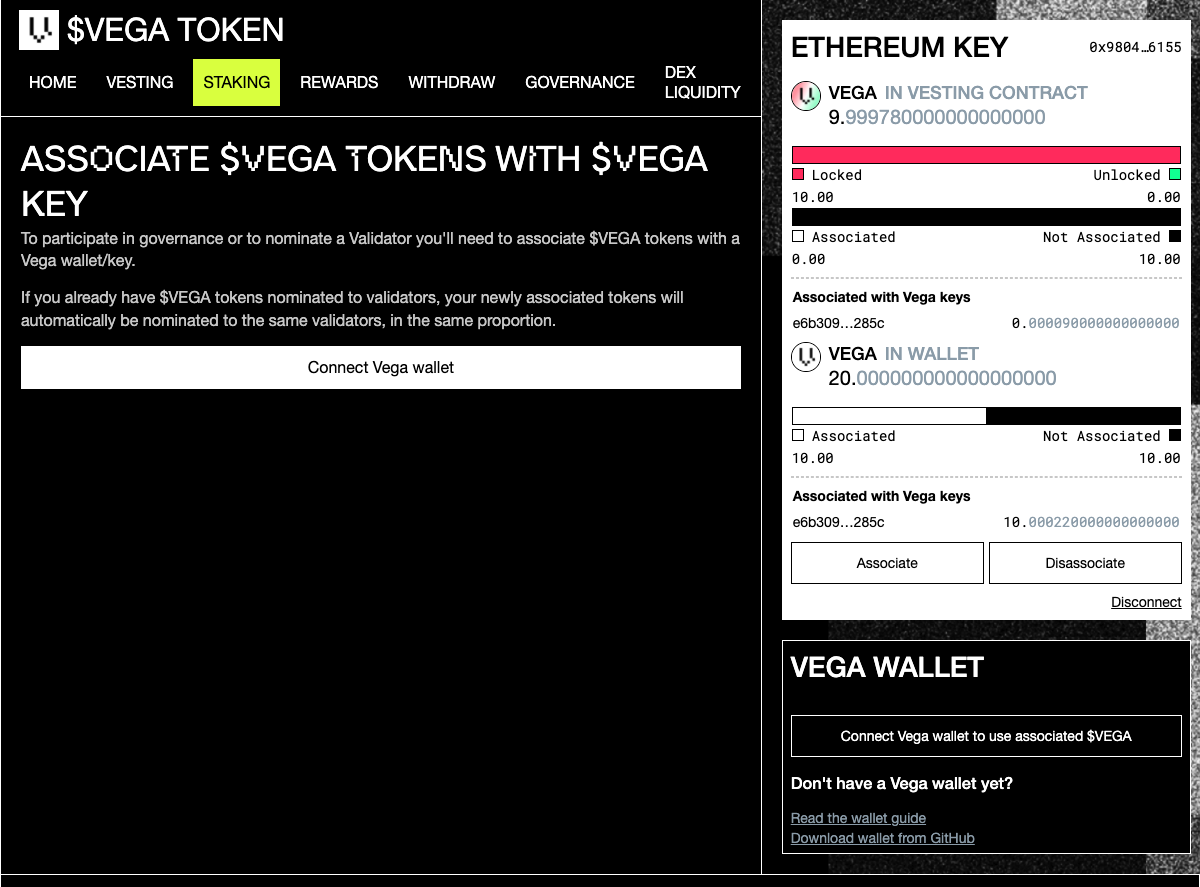 $VEGA TOKEN
HOME VESTING STAKING REWARDS WITHDRAW GOVERNANCE DEX LIQUIDITY
ASSOCIATE $VEGA TOKENS WITH $VEGA
KEY
To participate in governance or to nominate a Validator you'll need to associate $VEGA tokens with a
Vega wallet/key.
If you already have $VEGA tokens nominated to validators, your newly associated tokens will
automatically be nominated to the same validators, in the same proportion.
Connect Vega wallet
ETHEREUM KEY 0x9804…6155
VEGA IN VESTING CONTRACT
9.999780000000000000
Locked Unlocked
10.00 0.00
Associated Not Associated
0.00 10.00
Associated with Vega keys
e6b309…285c 0.000090000000000000
VEGA IN WALLET
20.000000000000000000
Associated Not Associated
10.00 10.00
Associated with Vega keys
e6b309…285c 10.000220000000000000
Associate Disassociate
Disconnect
VEGA WALLET
Connect Vega wallet to use associated $VEGA
Don't have a Vega wallet yet?
Read the wallet guide
Download wallet from GitHub